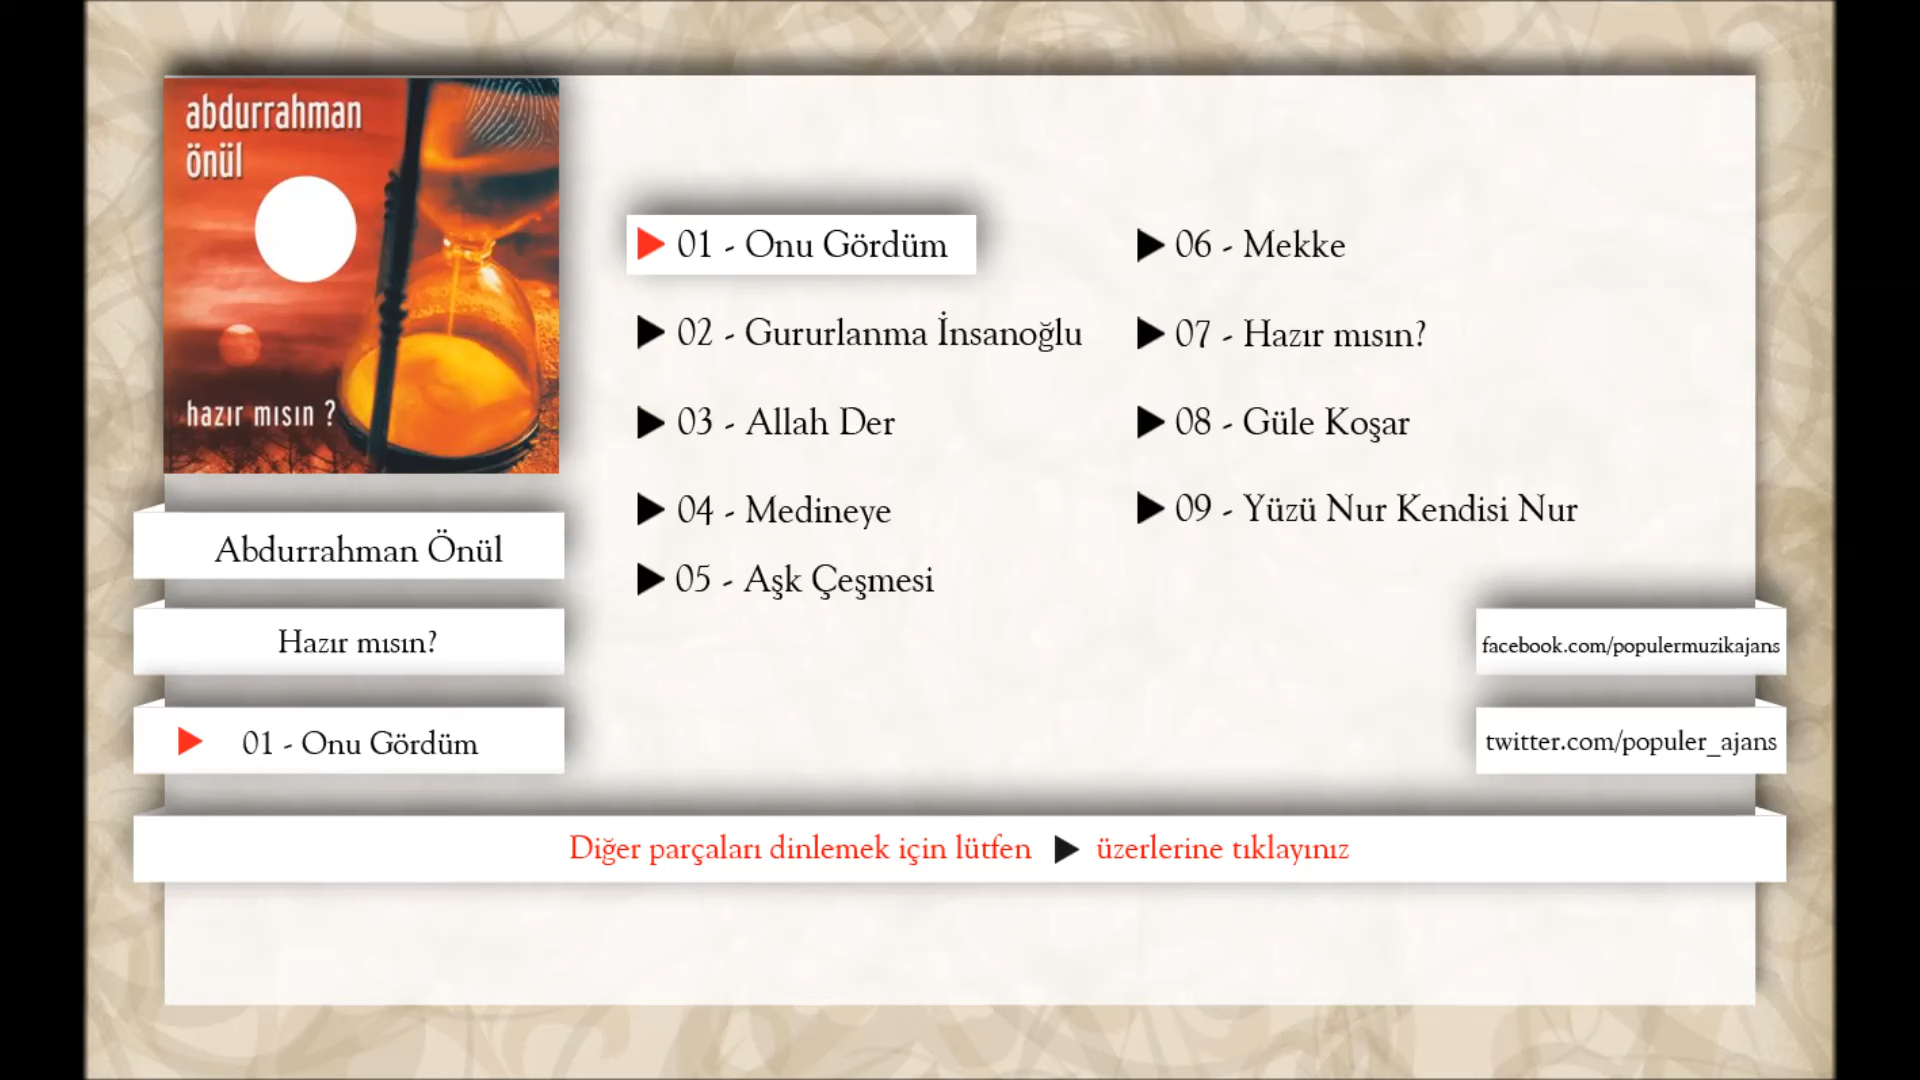 abdurrahman
önül
hazır mısın ?
Abdurrahman Önül
Hazır mısın?
01 - Onu Gördüm
01 - Onu Gördüm
02 - Gururlanma İnsanoğlu
03 - Allah Der
04 - Medineye
05 - Aşk Çeşmesi
06 - Mekke
07 - Hazır mısın?
08 - Güle Koşar
09 - Yüzü Nur Kendisi Nur
facebook.com/populermuzikajans
twitter.com/populer_ajans
Diğer parçaları dinlemek için lütfen üzerlerine tıklayınız